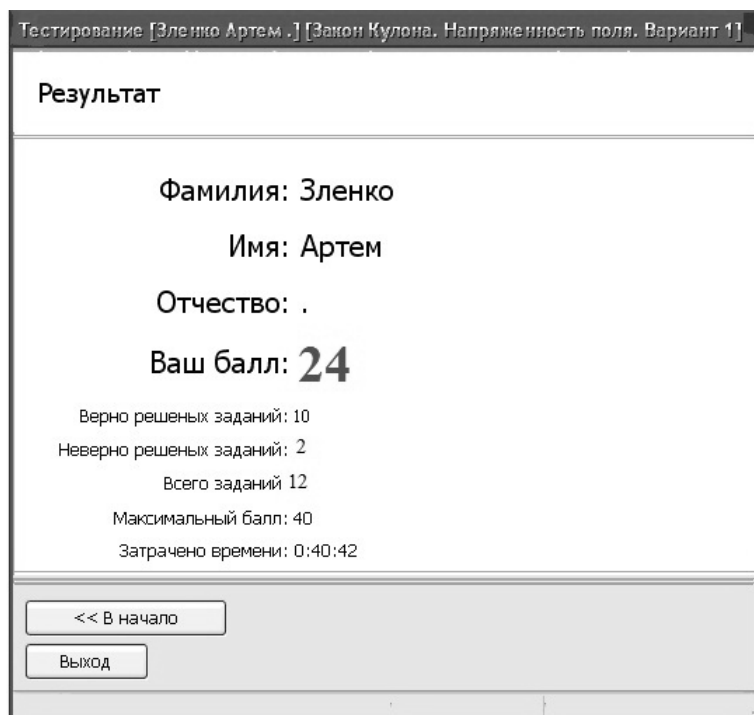 Тестирование [Зленко Артем .] [Закон Кулона. Напряженность поля. Вариант 1]
Результат
Фамилия: Зленко
Имя: Артем
Отчество: .
Ваш балл: 24
Верно решеных заданий: 10
Неверно решеных заданий: 2
Всего заданий 12
Максимальный балл: 40
Затрачено времени: 0:40:42
<< В начало
Выход